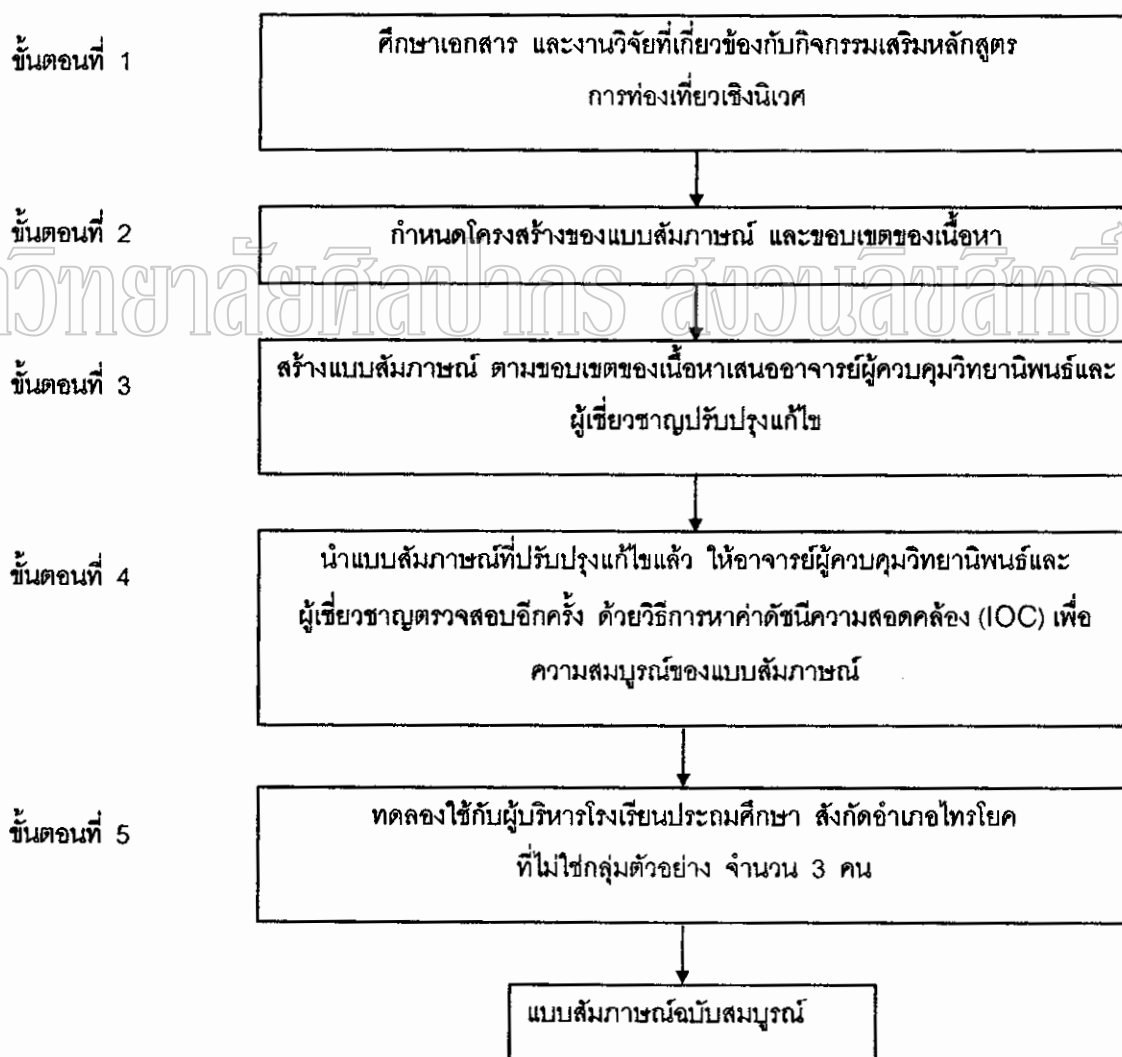 ขั้นตอนที่ 1
ศึกษาเอกสาร และงานวิจัยที่เกี่ยวข้องกับกิจกรรมเสริมหลักสูตร
การท่องเที่ยวเชิงนิเวศ
ขั้นตอนที่ 2
กำหนดโครงสร้างของแบบสัมภาษณ์ และขอบเขตของเนื้อหา
วิทยาลัยศิลปากร สงวนลิขสิทธิ์
ขั้นตอนที่ 3
สร้างแบบสัมภาษณ์ ตามขอบเขตของเนื้อหาเสนออาจารย์ผู้ควบคุมวิทยานิพนธ์และ
ผู้เชี่ยวชาญปรับปรุงแก้ไข
ขั้นตอนที่ 4
นำแบบสัมภาษณ์ที่ปรับปรุงแก้ไขแล้ว ให้อาจารย์ผู้ควบคุมวิทยานิพนธ์และ
ผู้เชี่ยวชาญตรวจสอบอีกครั้ง ด้วยวิธีการหาค่าดัชนีความสอดคล้อง (IOC) เพื่อ
ความสมบูรณ์ของแบบสัมภาษณ์
ขั้นตอนที่ 5
ทดลองใช้กับผู้บริหารโรงเรียนประถมศึกษา สังกัดอำเภอไทรโยค
ที่ไม่ใช่กลุ่มตัวอย่าง จำนวน 3 คน
แบบสัมภาษณ์ฉบับสมบูรณ์